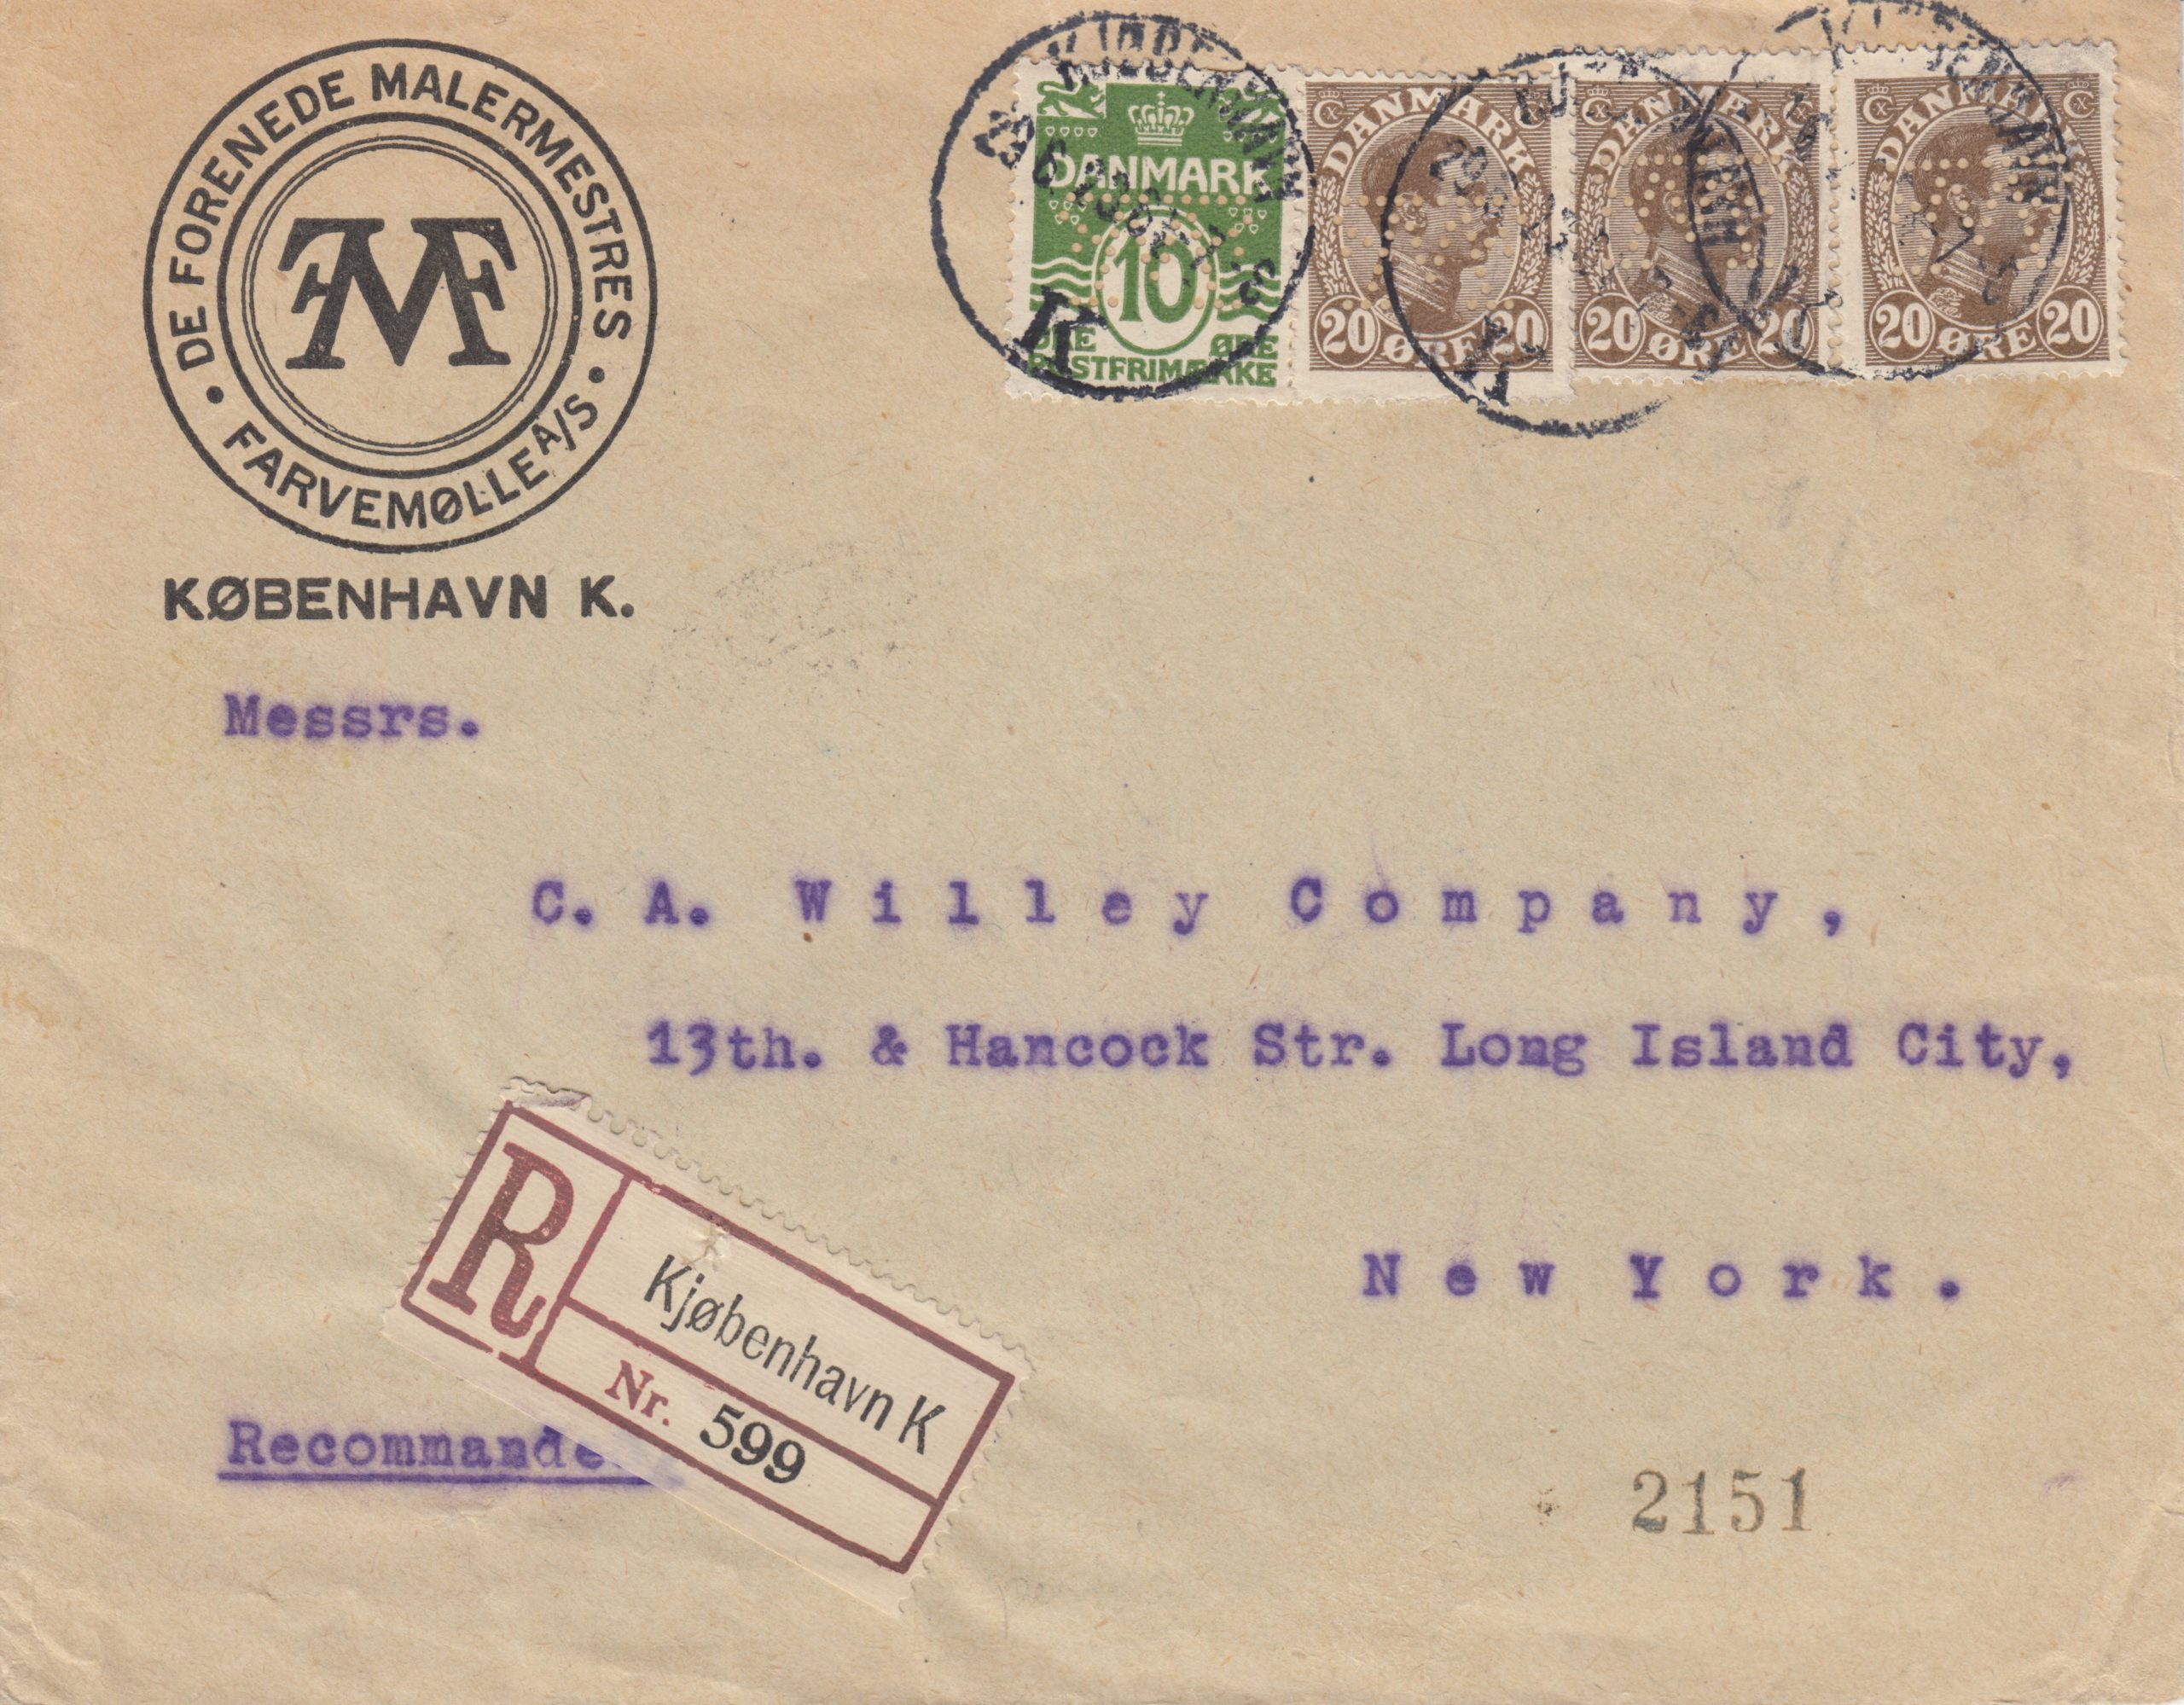 DE FORENEDE MALERMESTRES
FARVEMØLLE A/S
FMF
KØBENHAVN K.
DANMARK
10
ØRE ØRE
POSTFRIMÆRKE
DANMARK
20 ØRE 20
DANMARK
20 ØRE 20
DANMARK
20 ØRE 20
KJØBENHAVN
K
K
Messrs.
C. A. Willey Company,
13th. & Hancock Str. Long Island City,
New York.
R
Kjøbenhavn K
Nr. 599
Recommande
2151